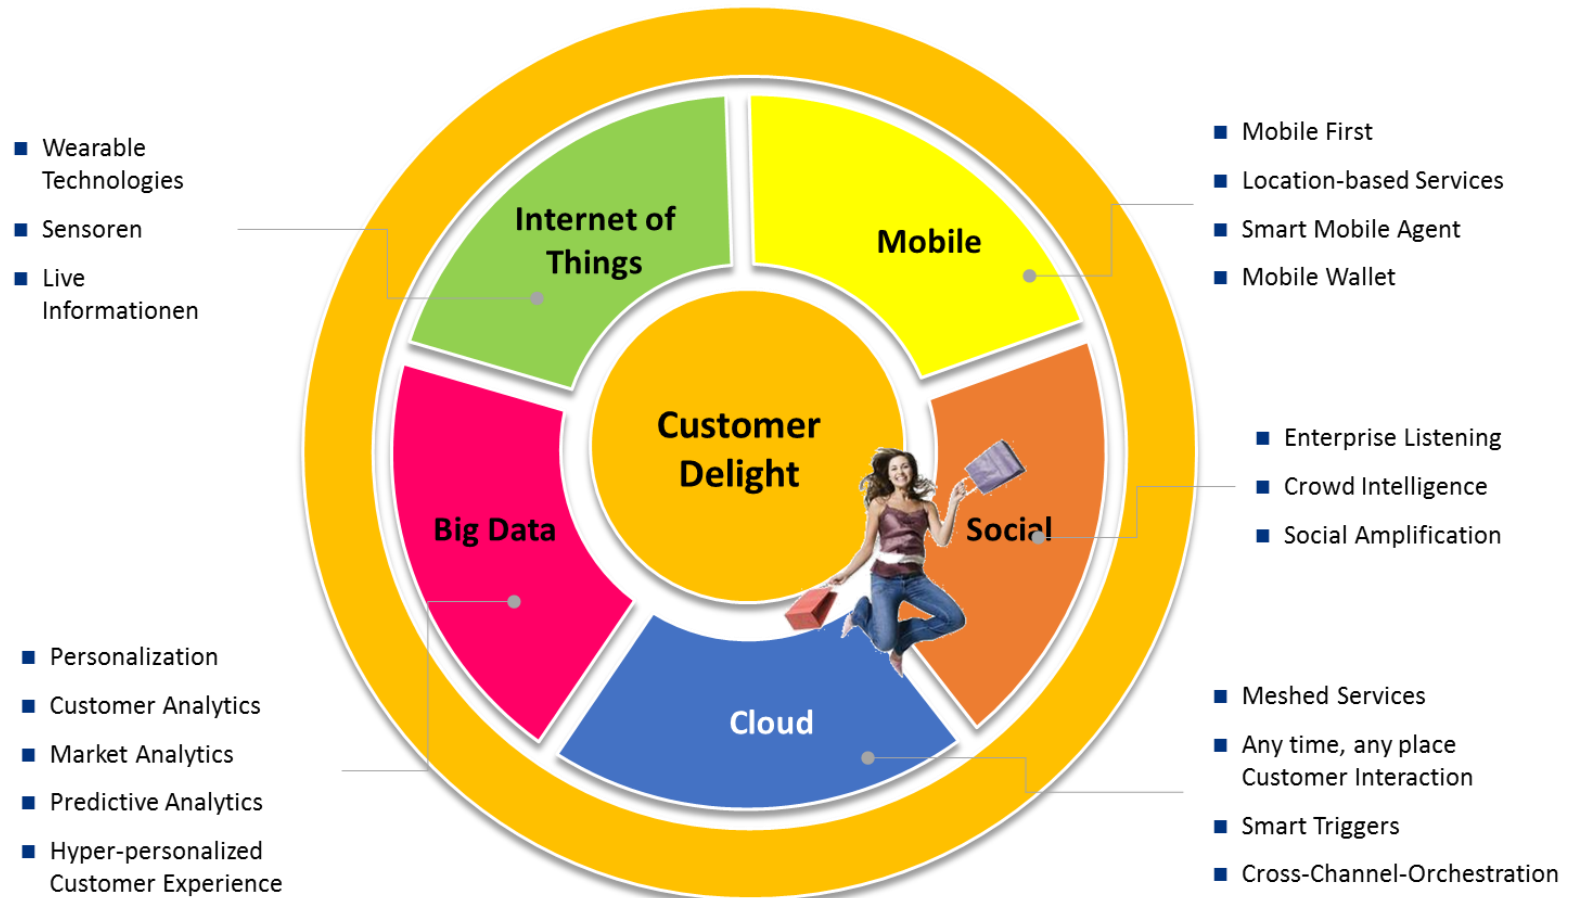 Wearable
Technologies
Sensoren
Live
Informationen
Internet of
Things
Mobile
Mobile First
Location-based Services
Smart Mobile Agent
Mobile Wallet
Customer
Delight
Big Data
Social
Enterprise Listening
Crowd Intelligence
Social Amplification
Personalization
Customer Analytics
Market Analytics
Predictive Analytics
Hyper-personalized
Customer Experience
Cloud
Meshed Services
Any time, any place
Customer Interaction
Smart Triggers
Cross-Channel-Orchestration